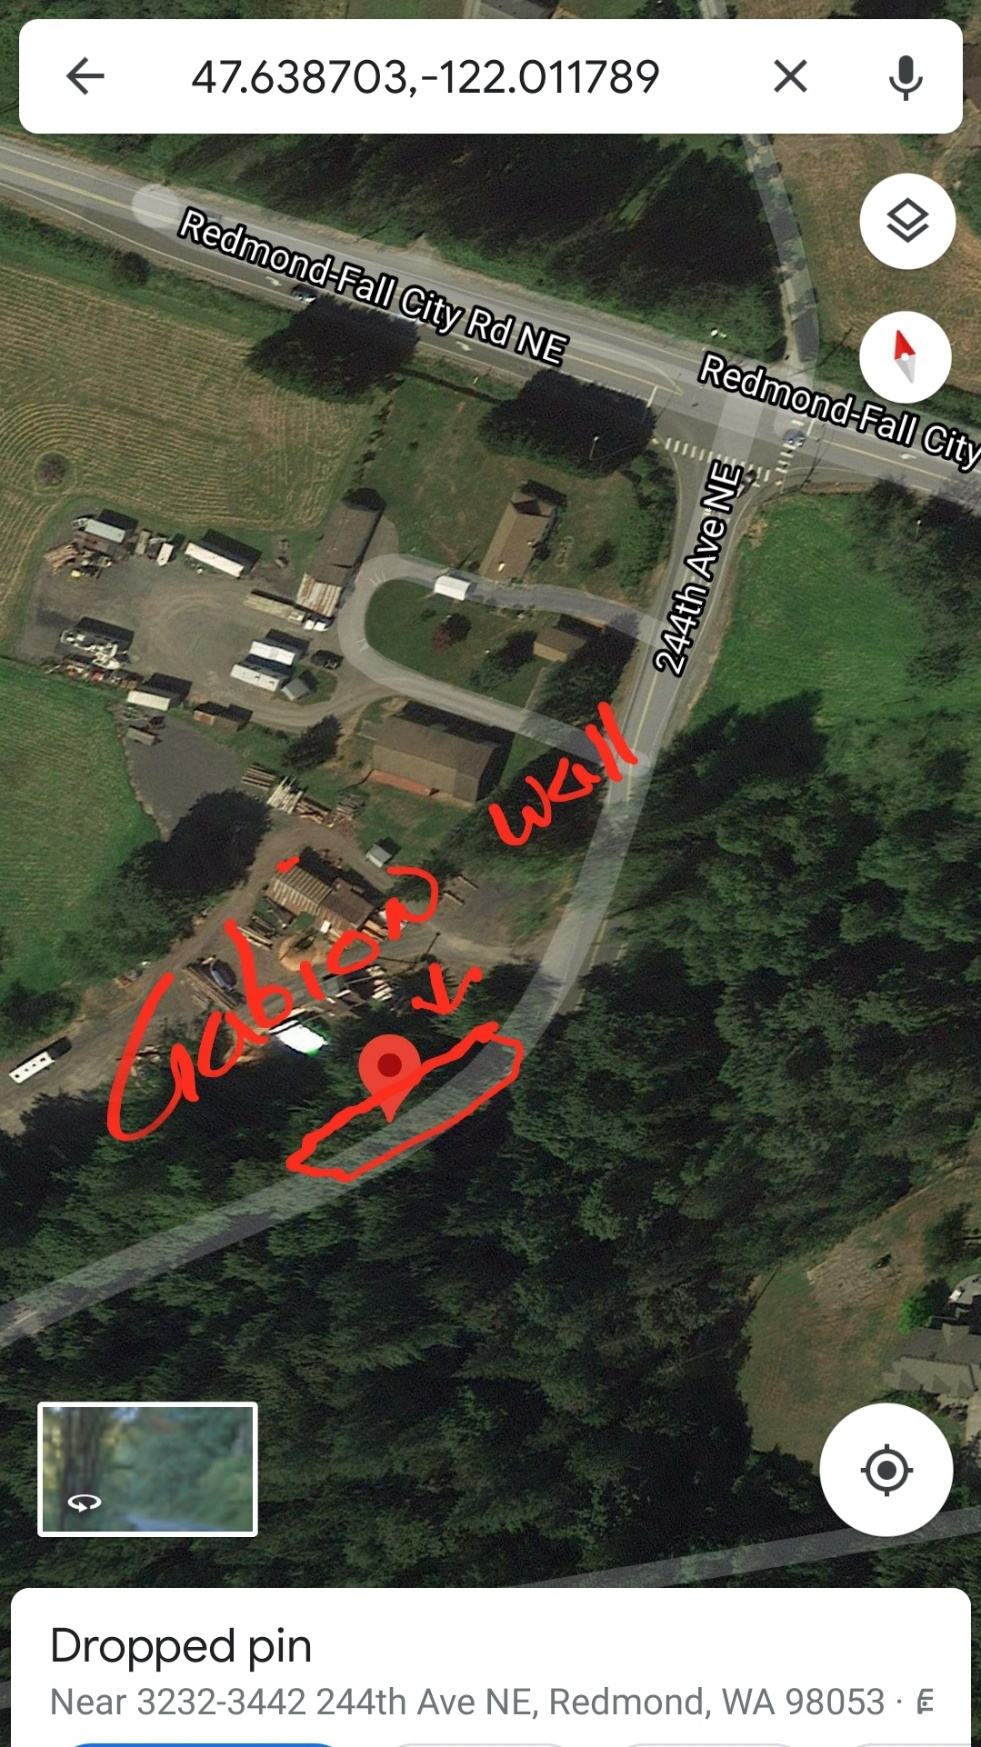 47.638703,-122.011789
Redmond-Fall City Rd NE
Redmond-Fall City
244th Ave NE
Gabion wall
Dropped pin
Near 3232-3442 244th Ave NE, Redmond, WA 98053 ·